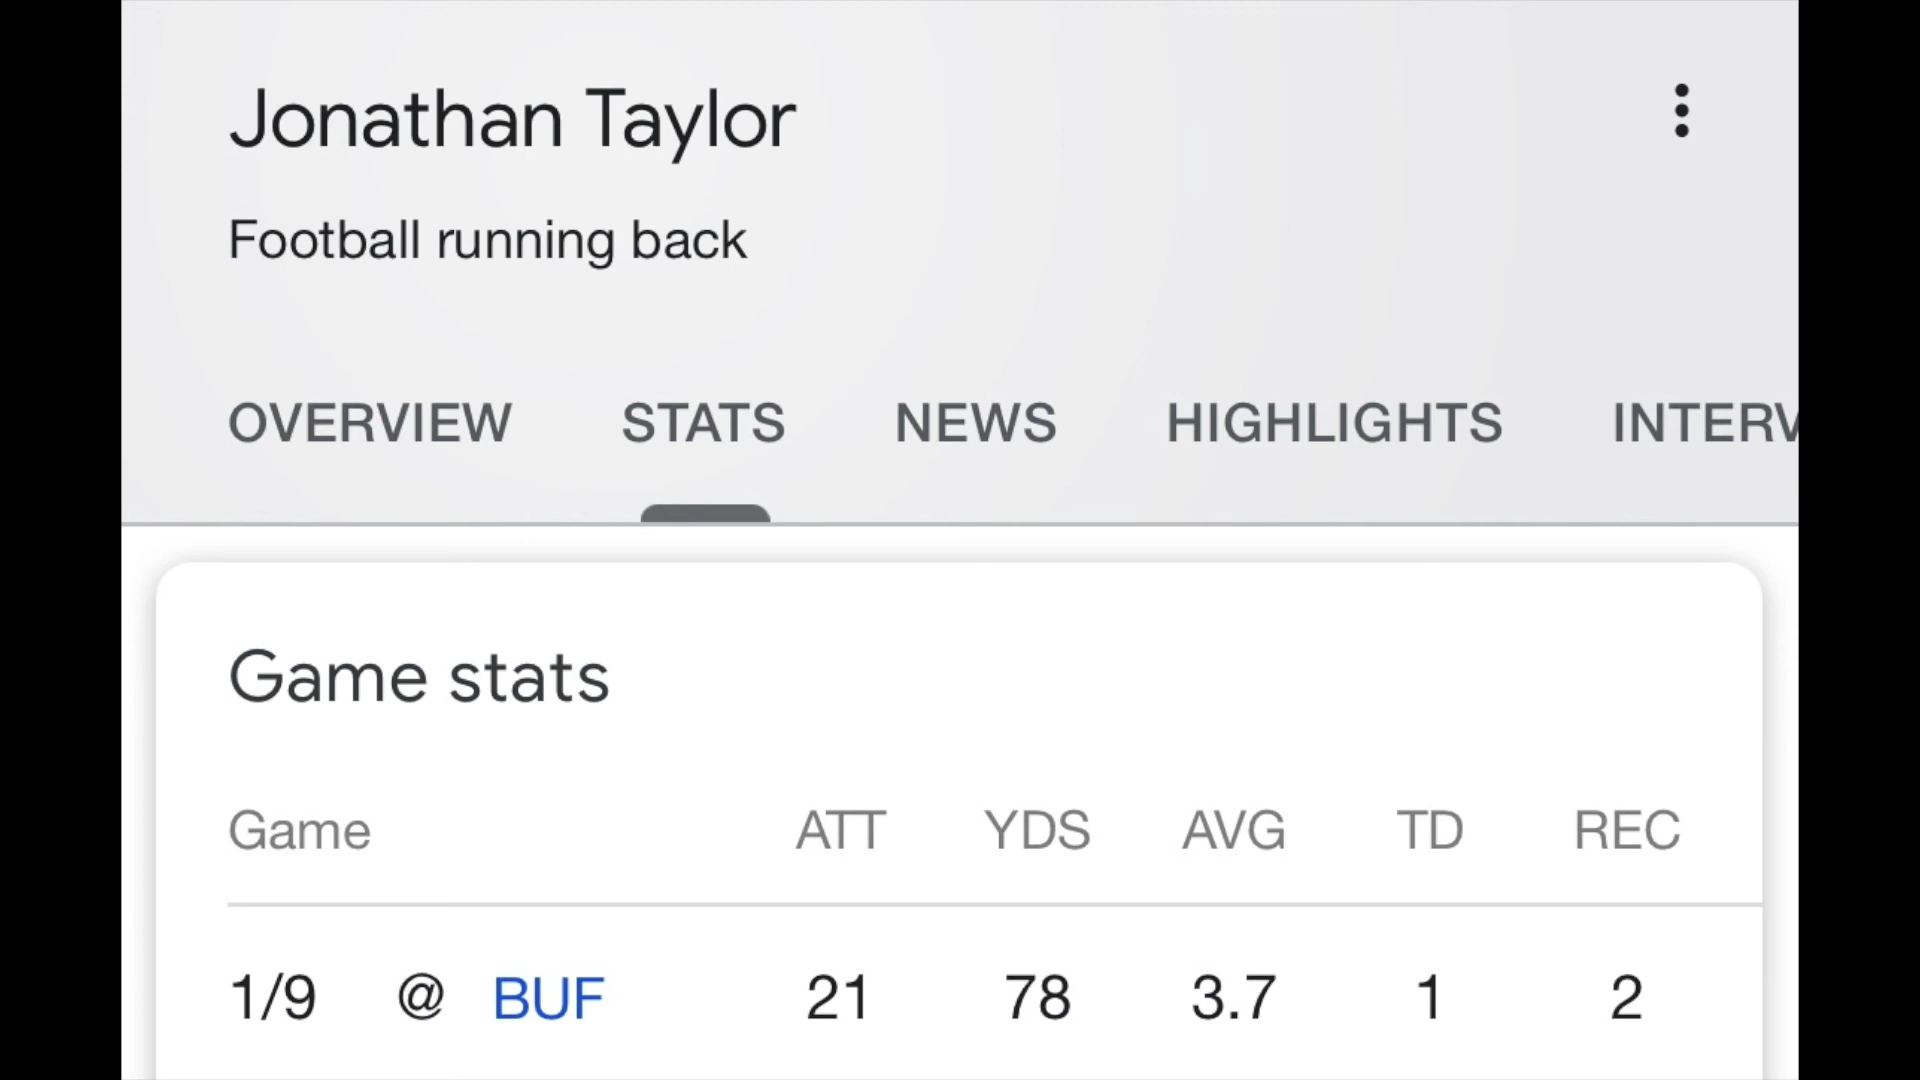 Jonathan Taylor
Football running back
OVERVIEW STATS NEWS HIGHLIGHTS INTERV
Game stats
Game ATT YDS AVG TD REC
1/9 @ BUF 21 78 3.7 1 2